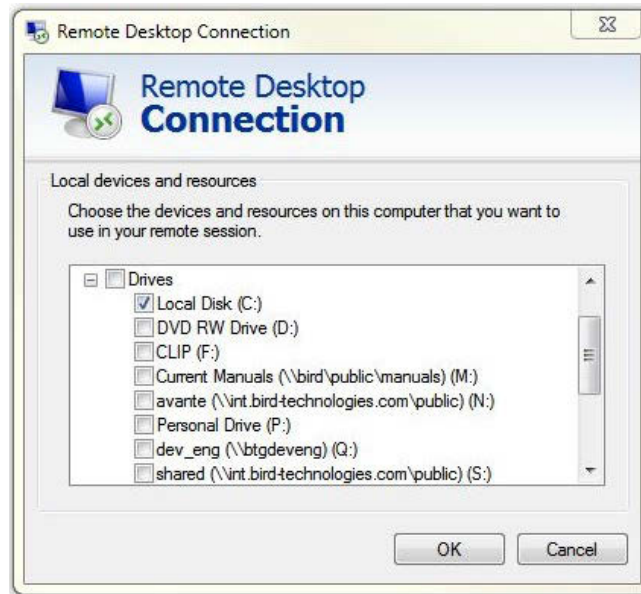 Remote Desktop Connection
Remote Desktop
Connection
Local devices and resources
Choose the devices and resources on this computer that you want to
use in your remote session.
Drives
Local Disk (C:)
DVD RW Drive (D:)
CLIP (F:)
Current Manuals (\\bird\public\manuals) (M:)
avante (\\int.bird-technologies.com\public) (N:)
Personal Drive (P:)
dev_eng (\\btgdeveng) (Q:)
shared (\\int.bird-technologies.com\public) (S:)
OK
Cancel